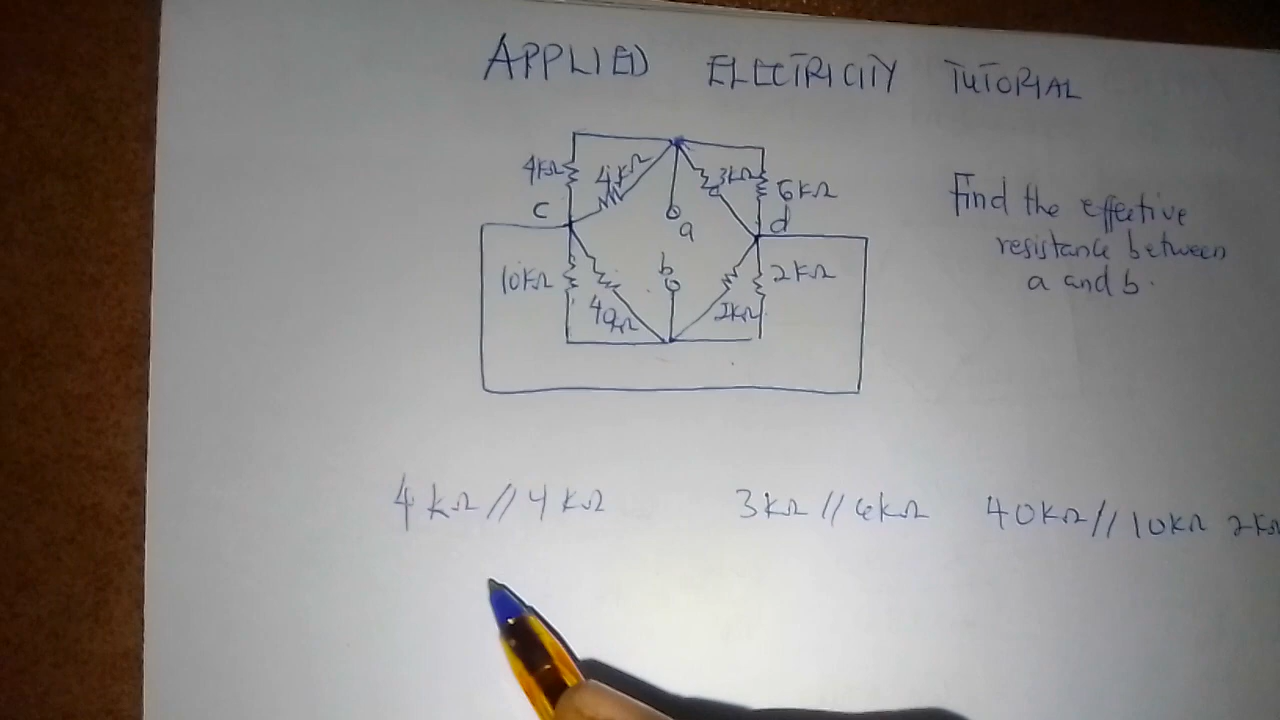 APPLIED ELECTRICITY TUTORIAL
4kΩ 4kΩ 3kΩ 6kΩ
c a d
b
10kΩ 40kΩ 2kΩ 2kΩ
Find the effective
resistance between
a and b.
4kΩ//4kΩ 3kΩ//6kΩ 40kΩ//10kΩ 2kΩ